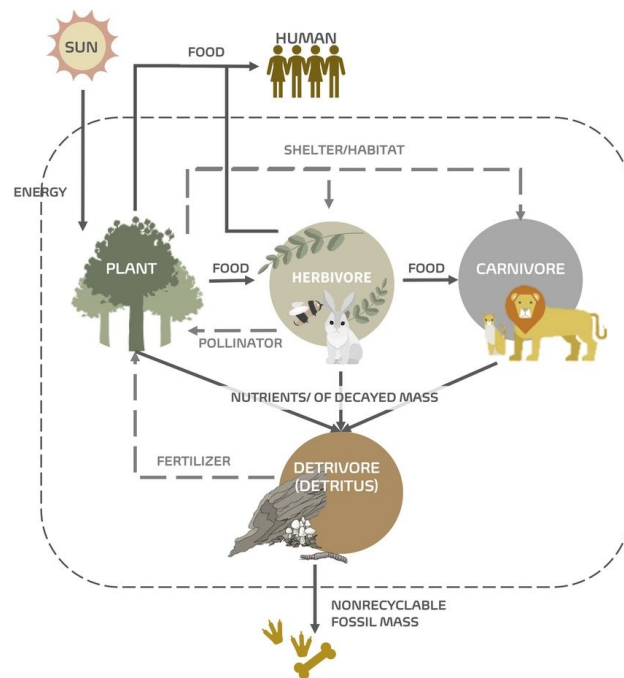 SUN
HUMAN
FOOD
SHELTER/HABITAT
ENERGY
PLANT
FOOD
HERBIVORE
FOOD
CARNIVORE
POLLINATOR
NUTRIENTS/ OF DECAYED MASS
FERTILIZER
DETRIVORE
(DETRITUS)
NONRECYCLABLE
FOSSIL MASS